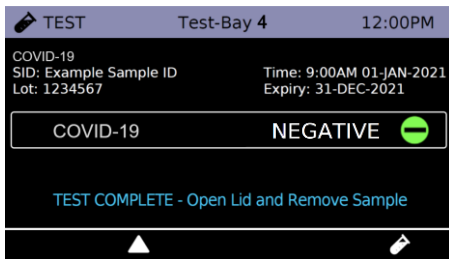 TEST Test-Bay 4 12:00PM
COVID-19
SID: Example Sample ID Time: 9:00AM 01-JAN-2021
Lot: 1234567 Expiry: 31-DEC-2021
COVID-19 NEGATIVE
TEST COMPLETE - Open Lid and Remove Sample